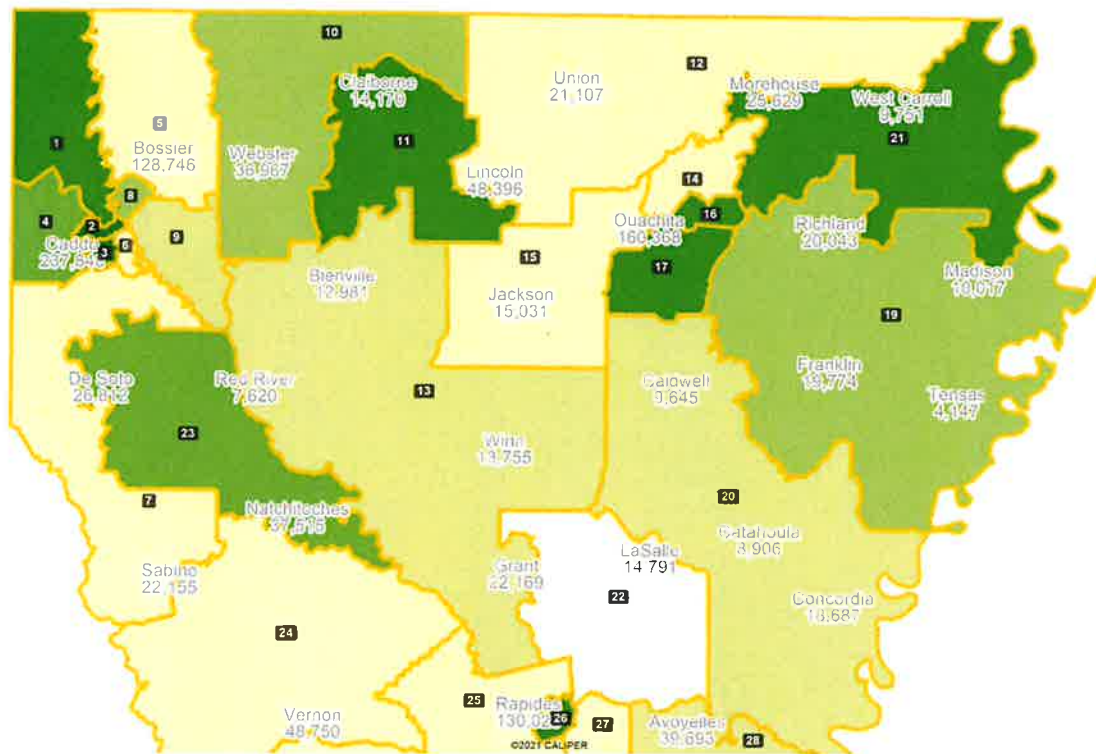 10
12
Union
21,107
Claiborne
14,170
Morehouse
25,629
West Carroll
9,751
21
5
Bossier
128,746
1
11
Webster
36,967
Lincoln
48,396
14
8
4
2
Caddo
3
6
9
Ouachita
160,368
16
Richland
20,043
15
17
Bienville
12,981
Jackson
15,031
Madison
10,017
19
De Soto
26,812
Red River
7,620
13
Caldwell
9,645
Franklin
19,774
Tensas
4,147
23
Winn
13,755
7
Natchitoches
37,515
20
Catahoula
8,906
Sabine
22,155
Grant
22,169
LaSalle
14,791
22
Concordia
18,687
24
25
Rapides
26
27
Vernon
48,750
Avoyelles
39,693
28
©2021 CALIPER